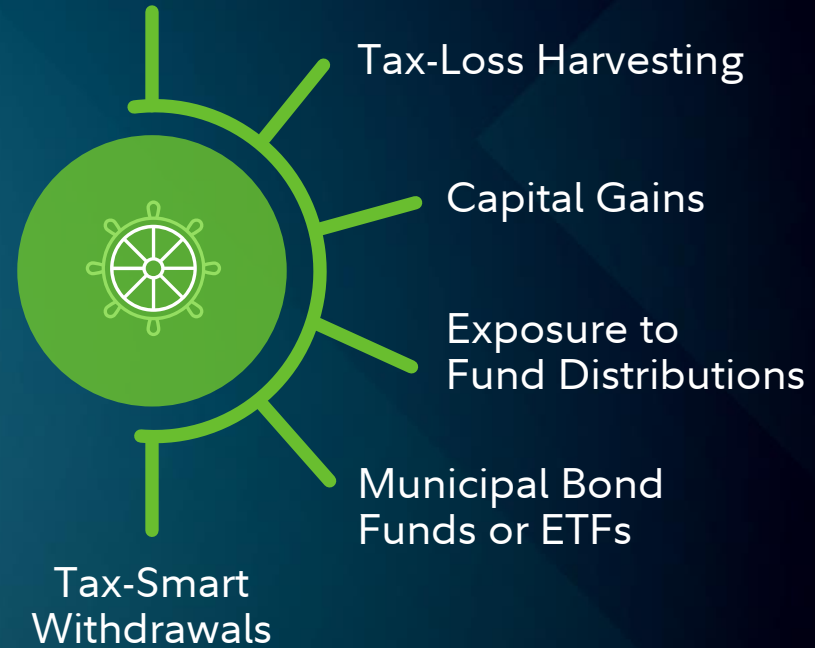 Tax-Loss Harvesting
Capital Gains
Exposure to
Fund Distributions
Municipal Bond
Funds or ETFs
Tax-Smart
Withdrawals